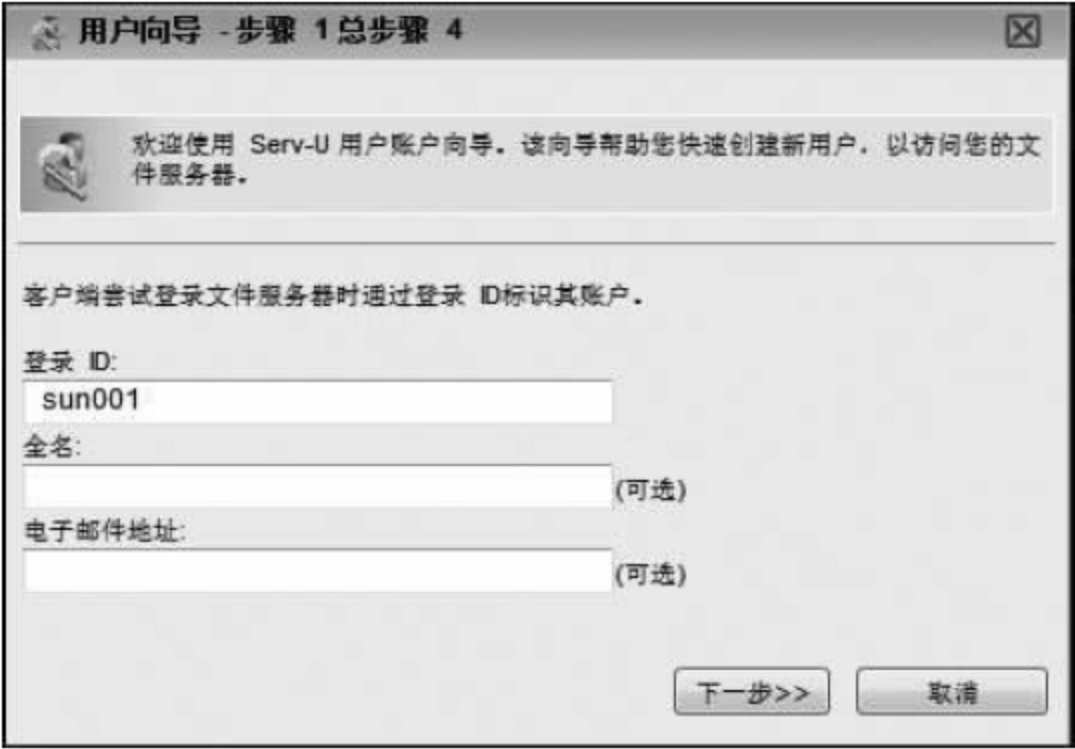 用户向导 - 步骤 1总步骤 4
欢迎使用 Serv-U 用户账户向导。该向导帮助您快速创建新用户，以访问您的文
件服务器。
客户端尝试登录文件服务器时通过登录 ID标识其账户。
登录 ID:
sun001
全名:
(可选)
电子邮件地址:
(可选)
下一步>>
取消